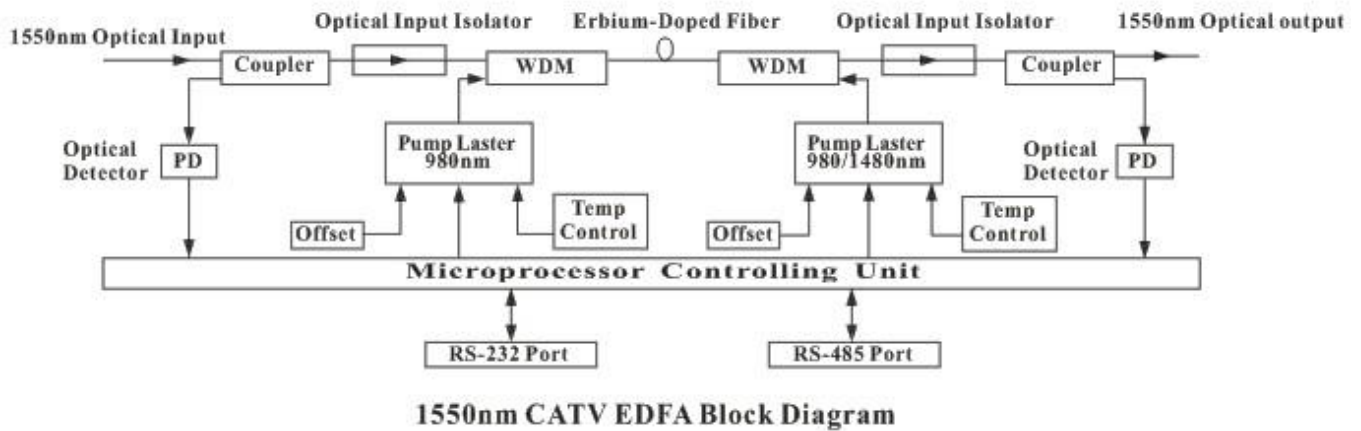 Optical Input Isolator
Erbium-Doped Fiber
Optical Input Isolator
1550nm Optical output
1550nm Optical Input
Coupler
WDM
WDM
Coupler
Optical
Detector
PD
Pump Laster
980nm
Pump Laster
980/1480nm
Optical
Detector
PD
Offset
Temp
Control
Offset
Temp
Control
Microprocessor Controlling Unit
RS-232 Port
RS-485 Port
1550nm CATV EDFA Block Diagram